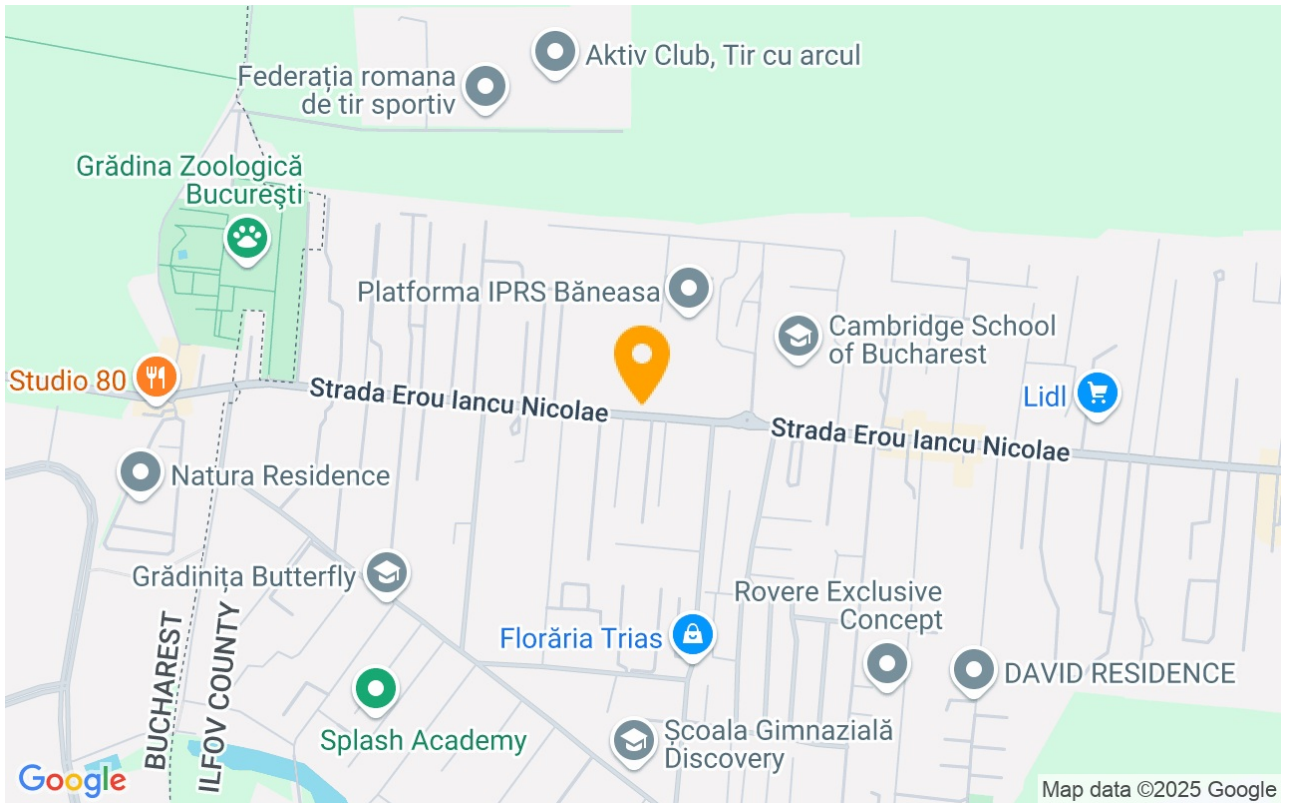 Aktiv Club, Tir cu arcul
Federația romana
de tir sportiv
Grădina Zoologică
Bucureşti
Platforma IPRS Băneasa
Cambridge School
of Bucharest
Studio 80
Strada Erou Iancu Nicolae
Lidl
Strada Erou Iancu Nicolae
Natura Residence
Grădinița Butterfly
Rovere Exclusive
Concept
BUCHAREST
ILFOV COUNTY
Florăria Trias
DAVID RESIDENCE
Splash Academy
Școala Gimnazială
Discovery
Google
Map data ©2025 Google